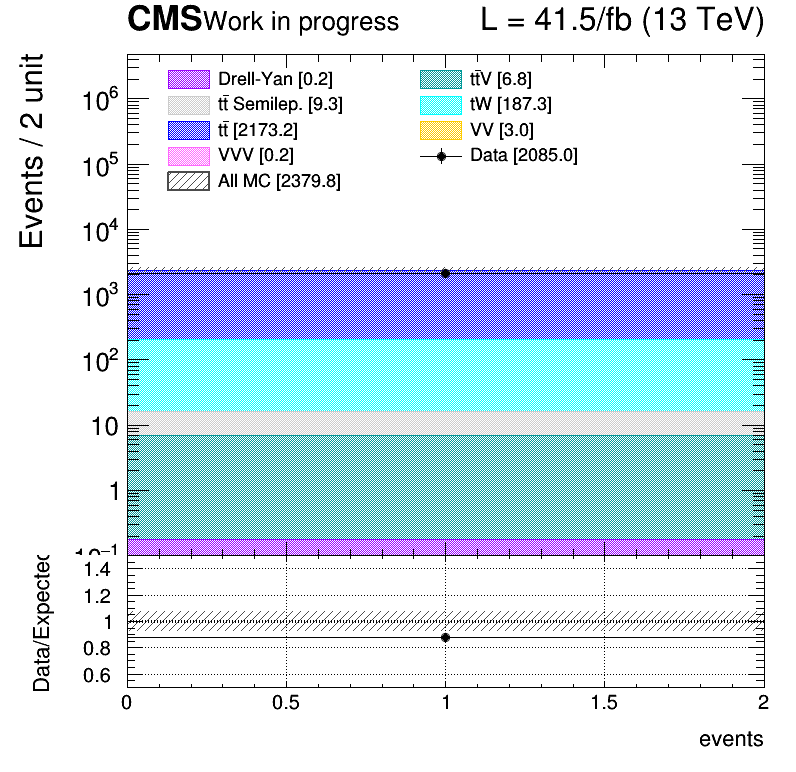 CMS Work in progress L = 41.5/fb (13 TeV)
Events / 2 unit
Drell-Yan [0.2] tt̄V [6.8]
tt̄ Semilep. [9.3] tW [187.3]
tt̄ [2173.2] VV [3.0]
VVV [0.2] Data [2085.0]
All MC [2379.8]
10⁶
10⁵
10⁴
10³
10²
10
1
10⁻¹
Data/Expected
1.4
1.2
1
0.8
0.6
0 0.5 1 1.5 2
events